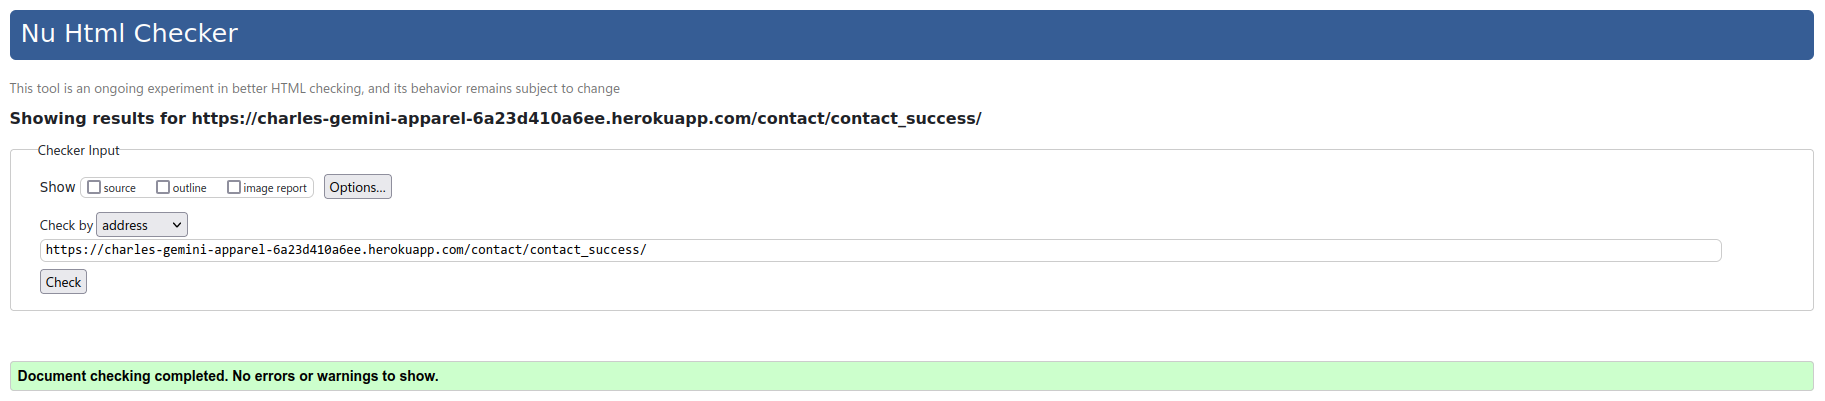 Nu Html Checker
This tool is an ongoing experiment in better HTML checking, and its behavior remains subject to change
Showing results for https://charles-gemini-apparel-6a23d410a6ee.herokuapp.com/contact/contact_success/
Checker Input
Show source outline image report Options...
Check by address
https://charles-gemini-apparel-6a23d410a6ee.herokuapp.com/contact/contact_success/
Check
Document checking completed. No errors or warnings to show.